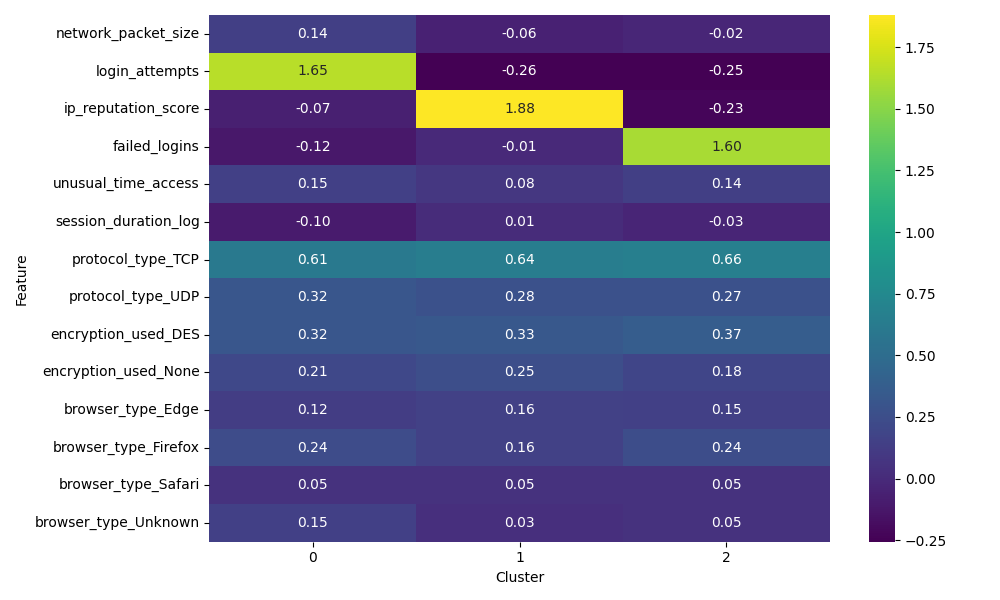 network_packet_size 0.14 -0.06 -0.02
login_attempts 1.65 -0.26 -0.25
ip_reputation_score -0.07 1.88 -0.23
failed_logins -0.12 -0.01 1.60
unusual_time_access 0.15 0.08 0.14
session_duration_log -0.10 0.01 -0.03
protocol_type_TCP 0.61 0.64 0.66
protocol_type_UDP 0.32 0.28 0.27
encryption_used_DES 0.32 0.33 0.37
encryption_used_None 0.21 0.25 0.18
browser_type_Edge 0.12 0.16 0.15
browser_type_Firefox 0.24 0.16 0.24
browser_type_Safari 0.05 0.05 0.05
browser_type_Unknown 0.15 0.03 0.05
0 1 2
Cluster
Feature
1.75
1.50
1.25
1.00
0.75
0.50
0.25
0.00
−0.25